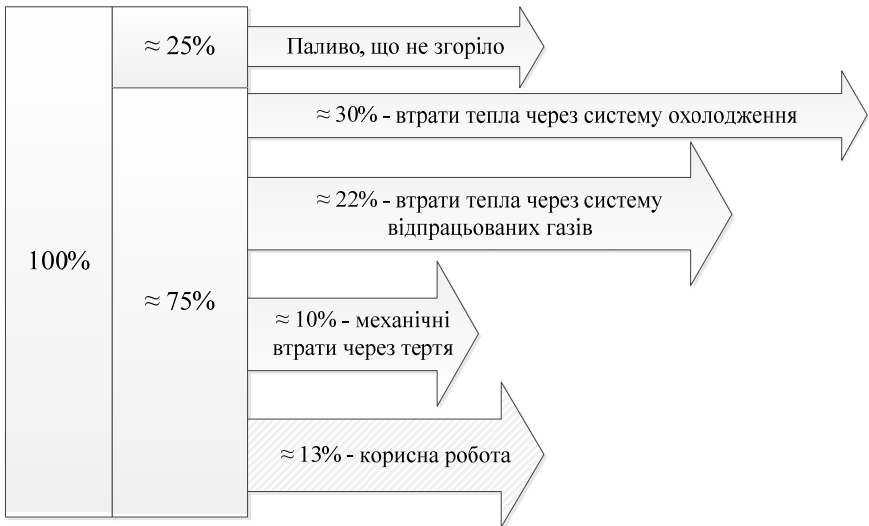 ≈ 25%
Паливо, що не згоріло
≈ 30% - втрати тепла через систему охолодження
≈ 22% - втрати тепла через систему
відпрацьованих газів
100%
≈ 75%
≈ 10% - механічні
втрати через тертя
≈ 13% - корисна робота